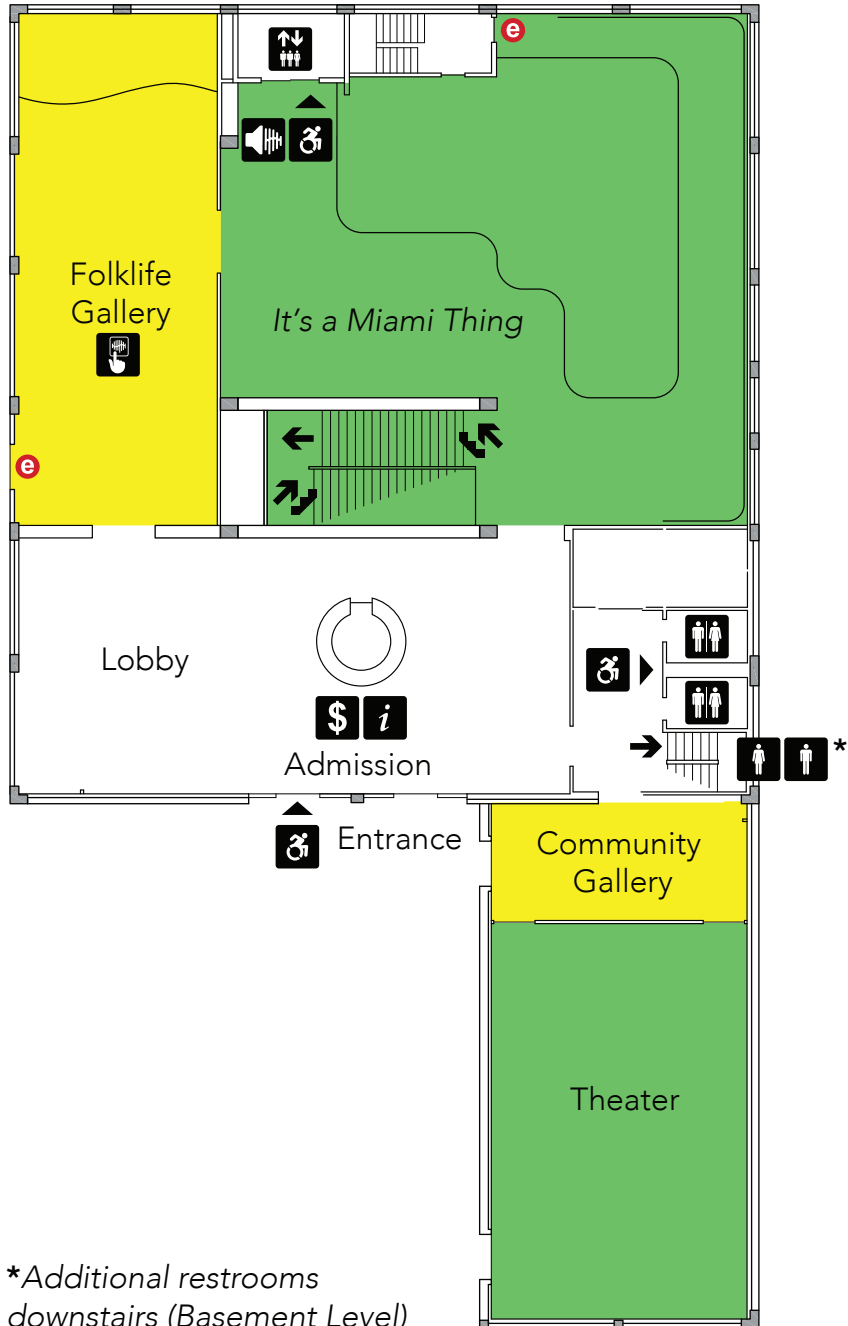 e
Folklife
Gallery
It's a Miami Thing
e
Lobby
$ i
Admission
*
Entrance
Community
Gallery
Theater
*Additional restrooms
downstairs (Basement Level)